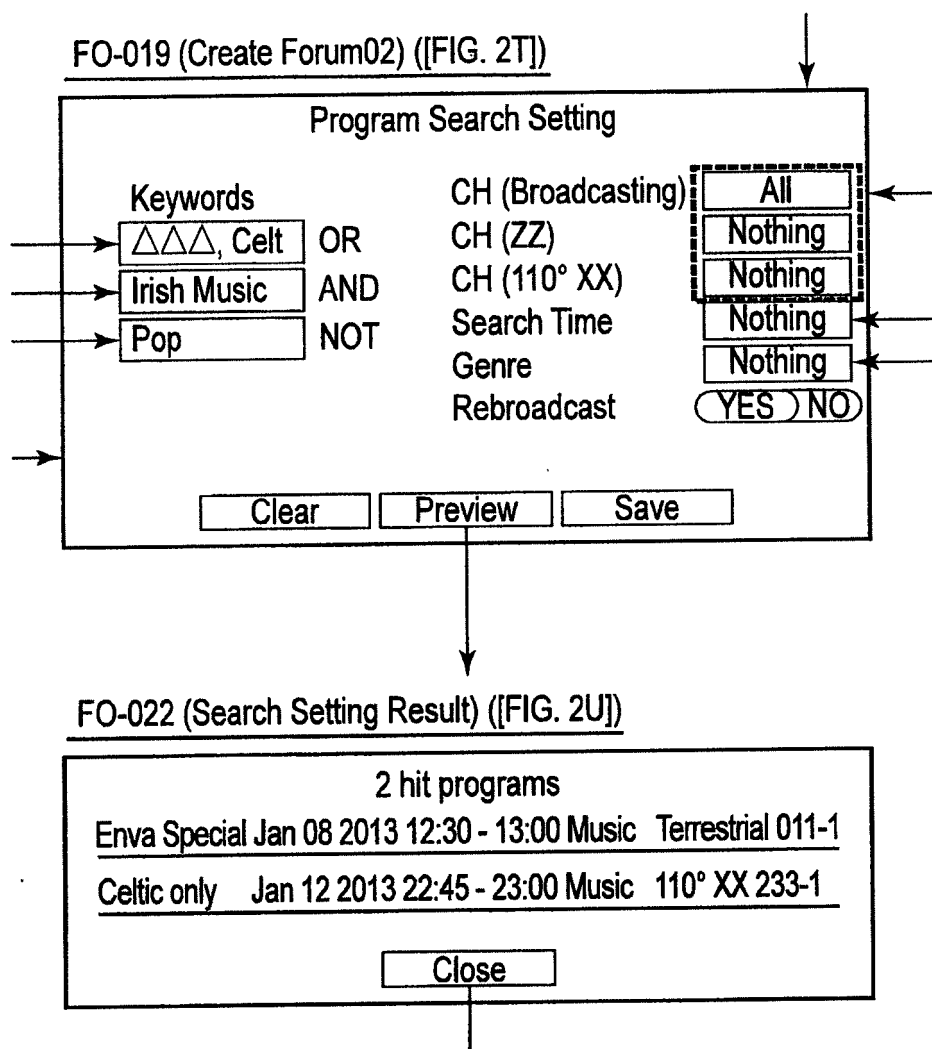 FO-019 (Create Forum02) ([FIG. 2T])
Program Search Setting
Keywords
△△△, Celt OR
Irish Music AND
Pop NOT
CH (Broadcasting) All
CH (ZZ) Nothing
CH (110° XX) Nothing
Search Time Nothing
Genre Nothing
Rebroadcast YES NO
Clear Preview Save
FO-022 (Search Setting Result) ([FIG. 2U])
2 hit programs
Enva Special Jan 08 2013 12:30 - 13:00 Music Terrestrial 011-1
Celtic only Jan 12 2013 22:45 - 23:00 Music 110° XX 233-1
Close